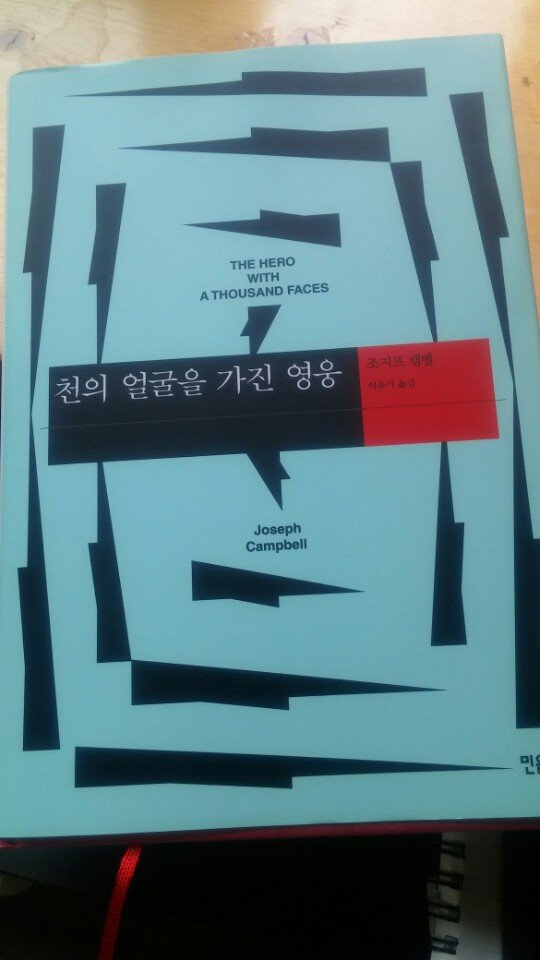 THE HERO
WITH
A THOUSAND FACES
천의 얼굴을 가진 영웅
조지프 캠벨
이윤기 옮김
Joseph
Campbell
민음